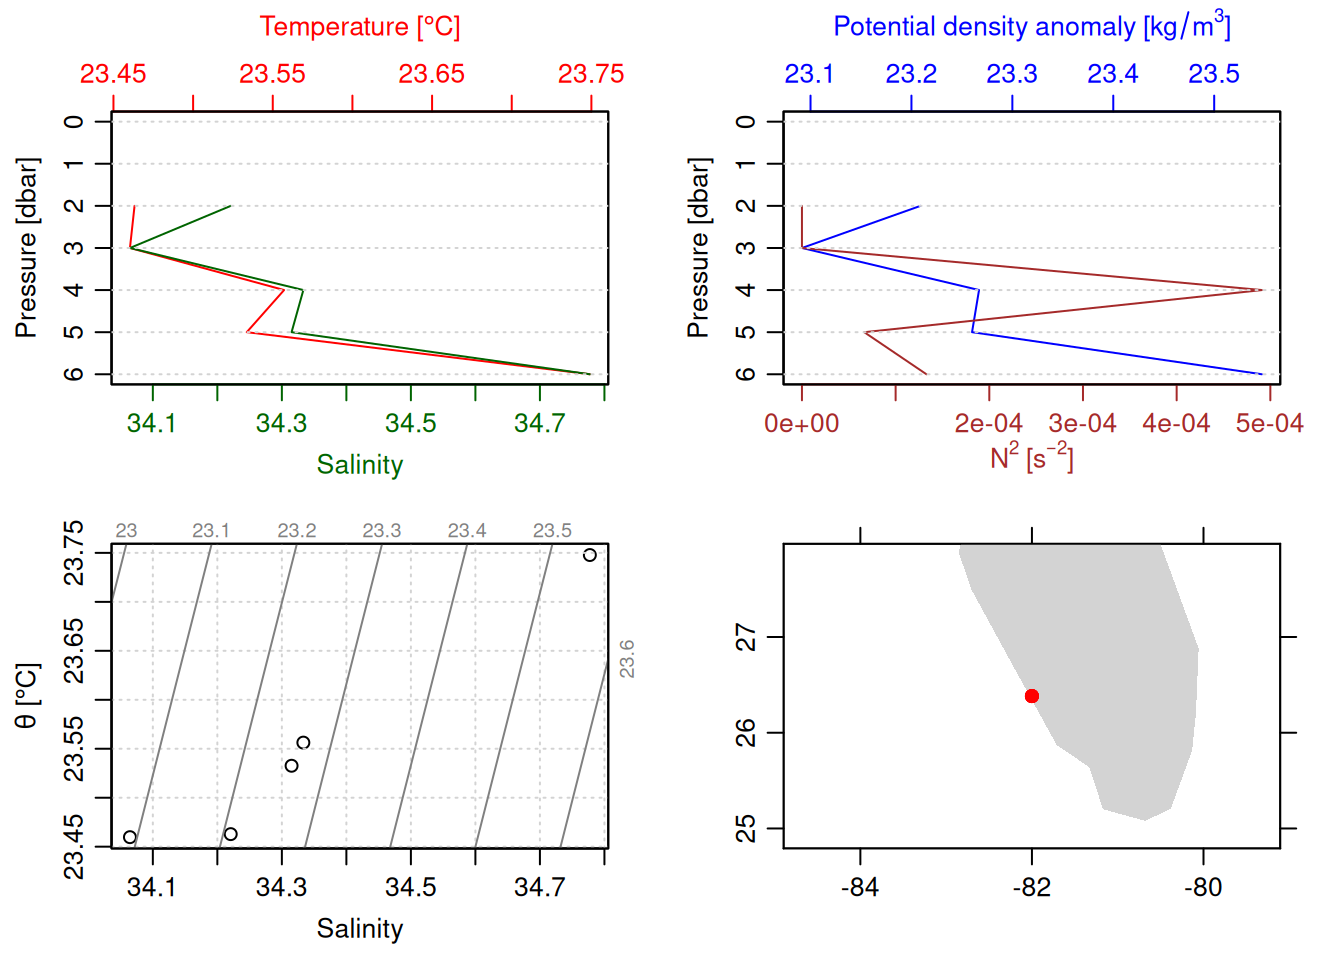 Temperature [°C]
23.45 23.55 23.65 23.75
0 1 2 3 4 5 6
Pressure [dbar]
34.1 34.3 34.5 34.7
Salinity
Potential density anomaly [kg/m³]
23.1 23.2 23.3 23.4 23.5
0 1 2 3 4 5 6
Pressure [dbar]
0e+00 2e-04 3e-04 4e-04 5e-04
N² [s⁻²]
23 23.1 23.2 23.3 23.4 23.5
23.6
23.45 23.55 23.65 23.75
θ [°C]
34.1 34.3 34.5 34.7
Salinity
25 26 27
-84 -82 -80